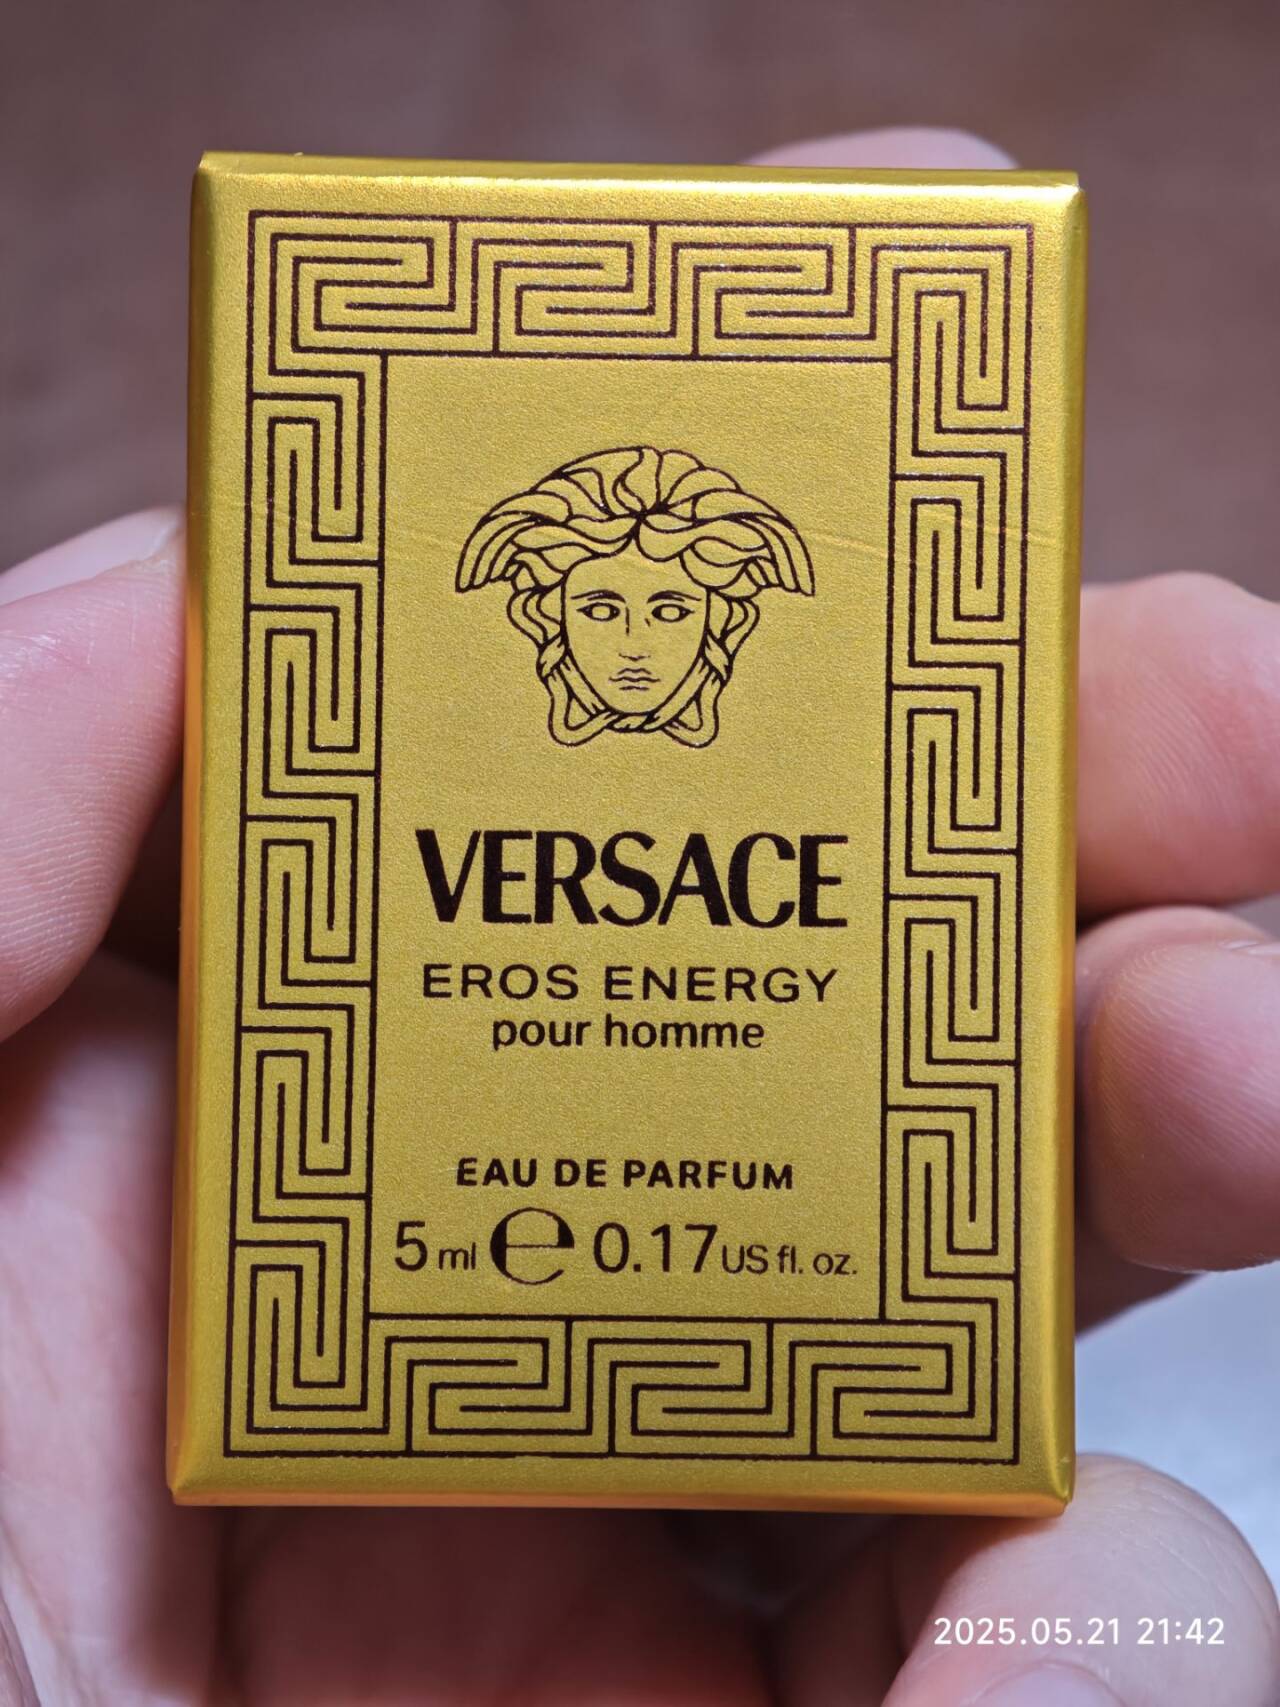 VERSACE
EROS ENERGY
pour homme
EAU DE PARFUM
5 ml ℮ 0.17 US fl. oz.
2025.05.21 21:42